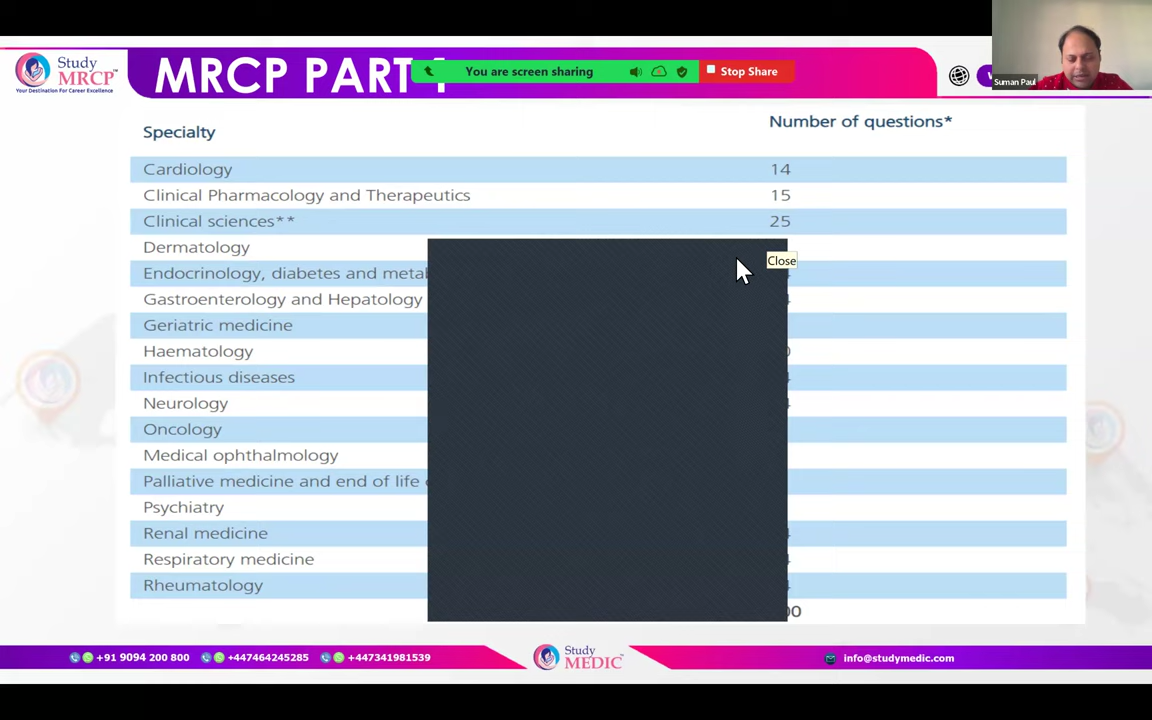 Study
MRCP™
Your Destination For Career Excellence
MRCP PART 1
You are screen sharing
Stop Share
Suman Paul
Specialty
Number of questions*
Cardiology 14
Clinical Pharmacology and Therapeutics 15
Clinical sciences** 25
Dermatology
Close
Endocrinology, diabetes and
Gastroenterology and Hepatology
Geriatric medicine
Haematology
Infectious diseases
Neurology
Oncology
Medical ophthalmology
Palliative medicine and end of life
Psychiatry
Renal medicine
Respiratory medicine
Rheumatology
+91 9094 200 800
+447464245285
+447341981539
Study
MEDIC
info@studymedic.com